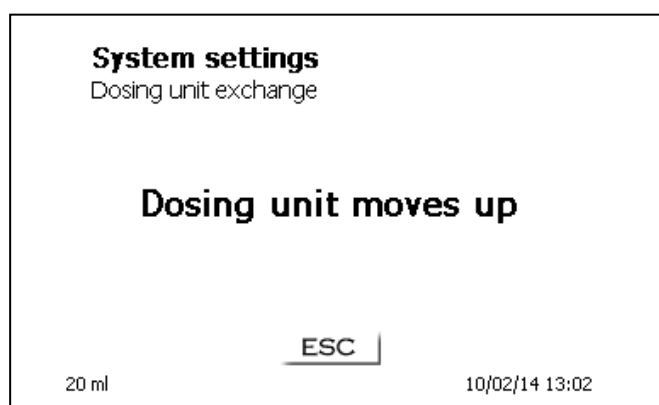 System settings
Dosing unit exchange
Dosing unit moves up
ESC
20 ml
10/02/14 13:02